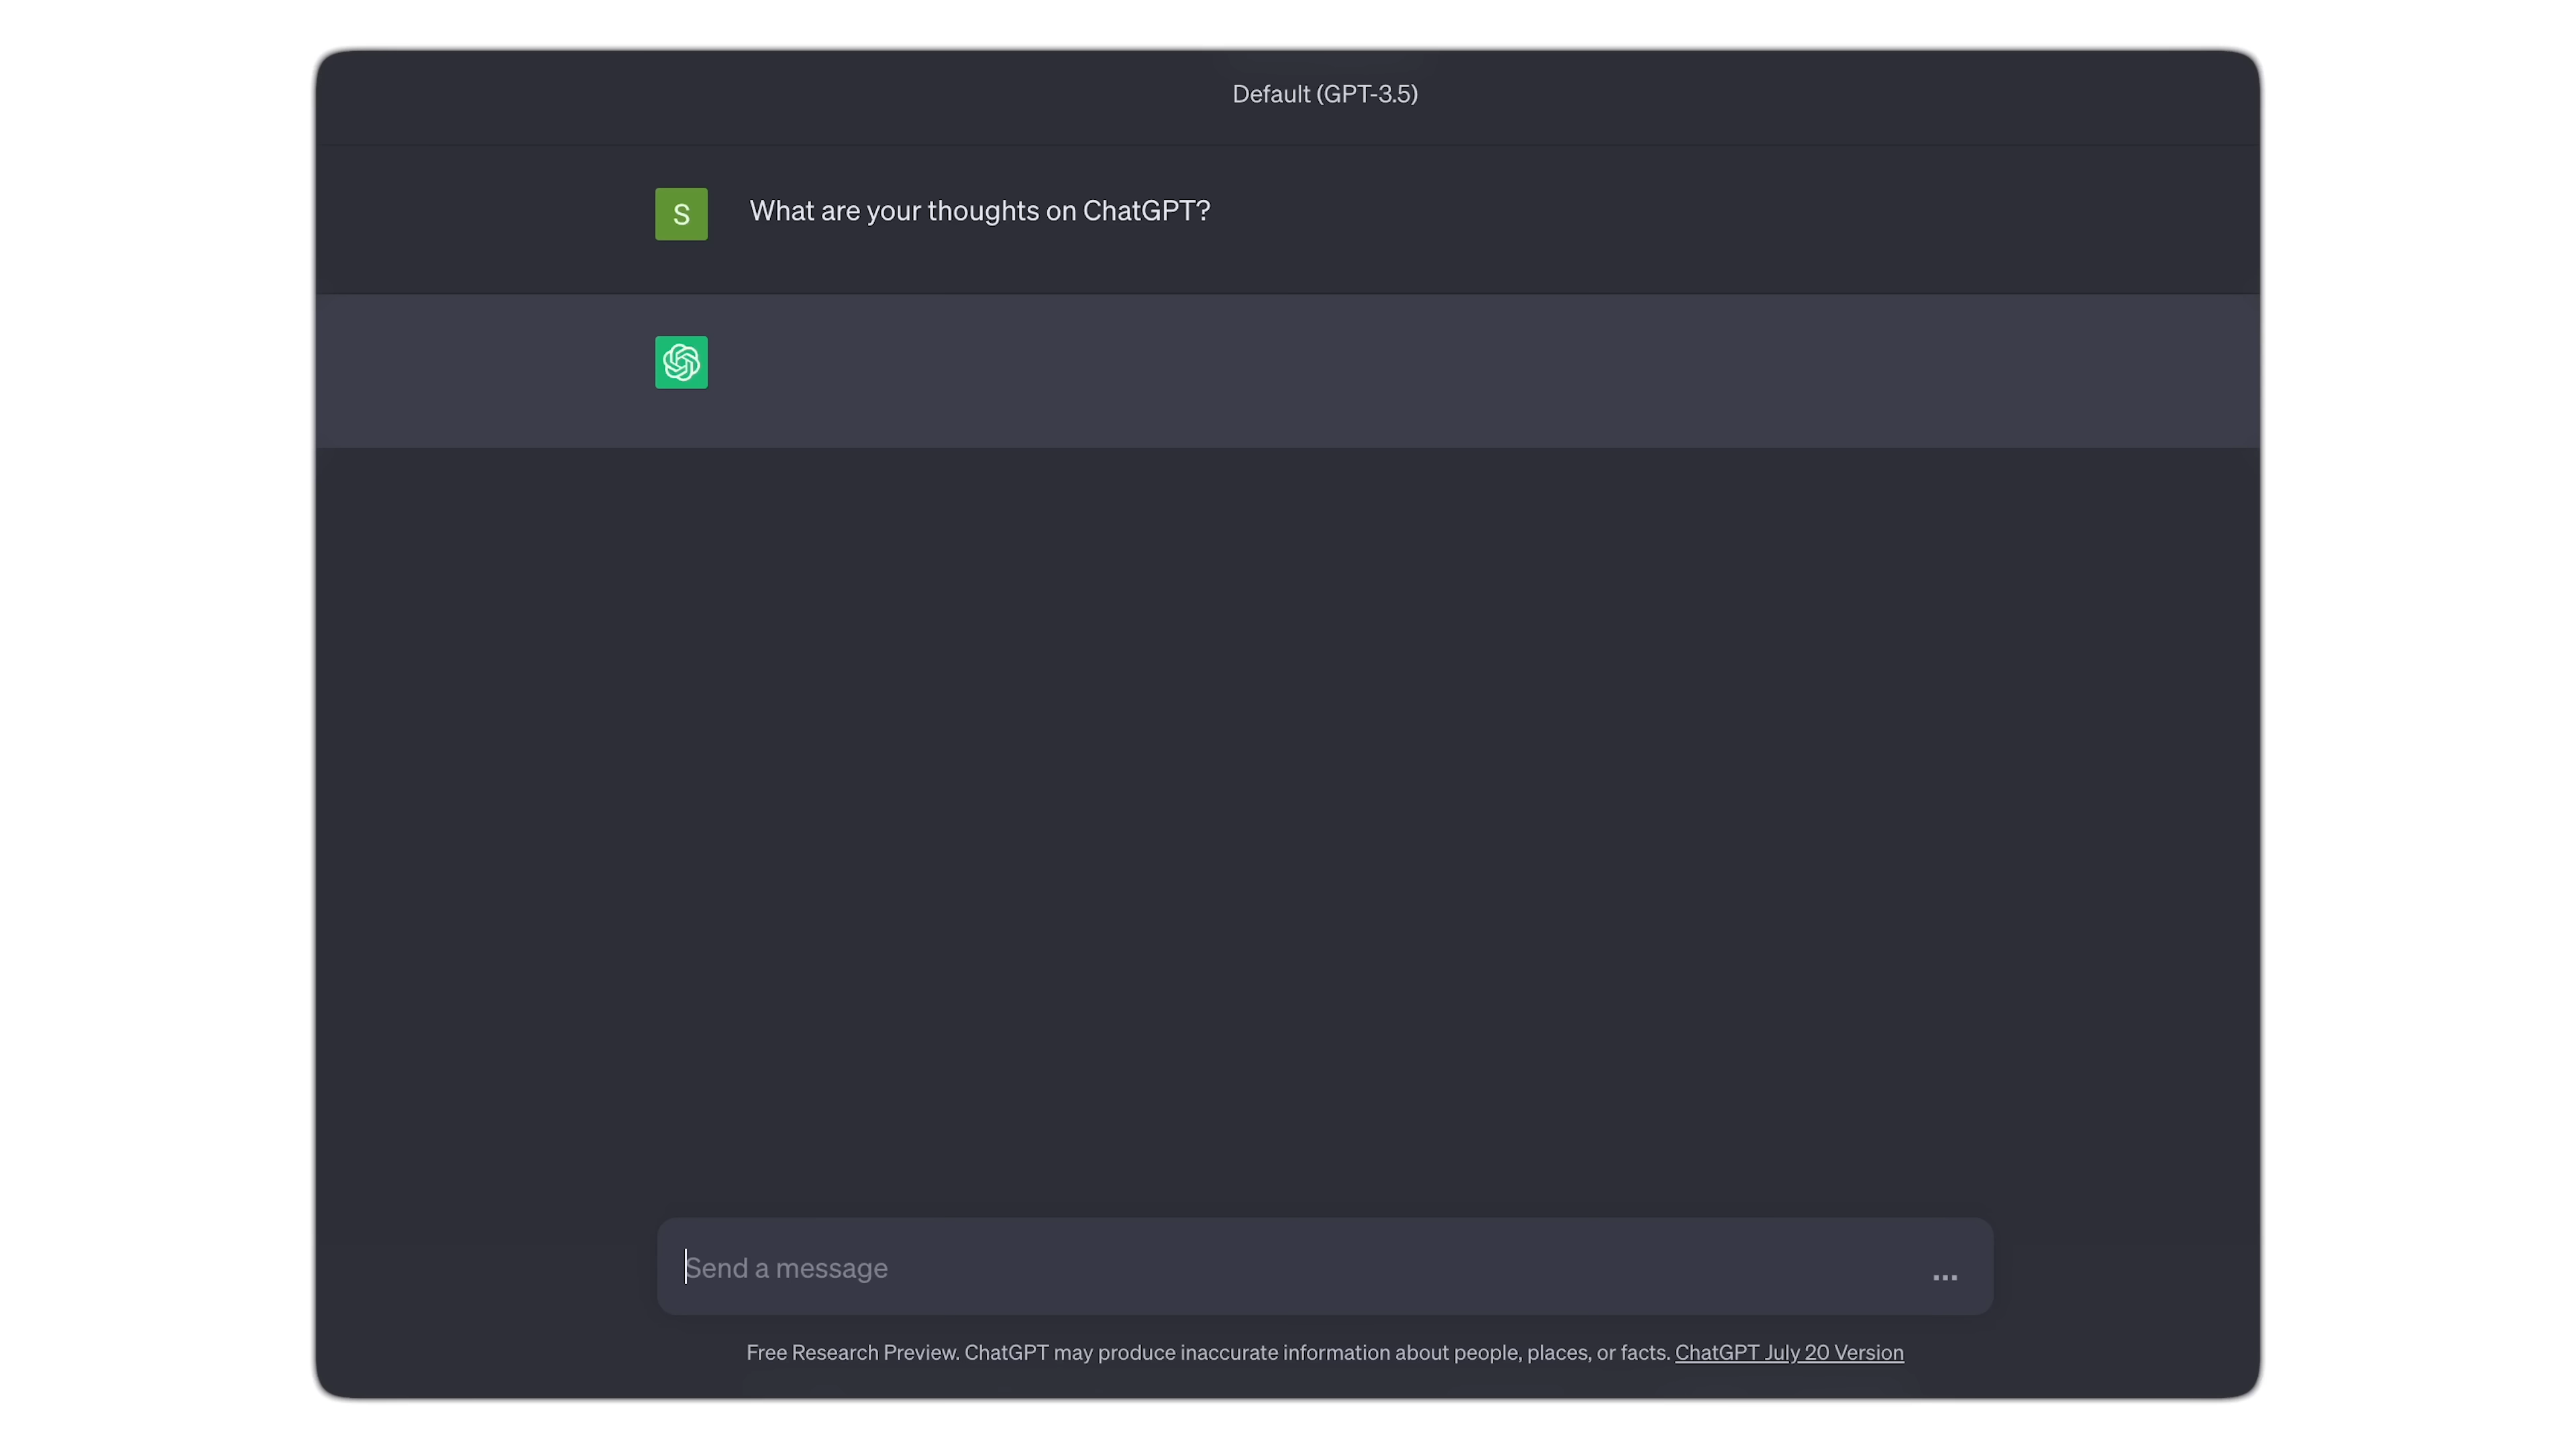 Default (GPT-3.5)
S
What are your thoughts on ChatGPT?
Send a message
...
Free Research Preview. ChatGPT may produce inaccurate information about people, places, or facts. ChatGPT July 20 Version